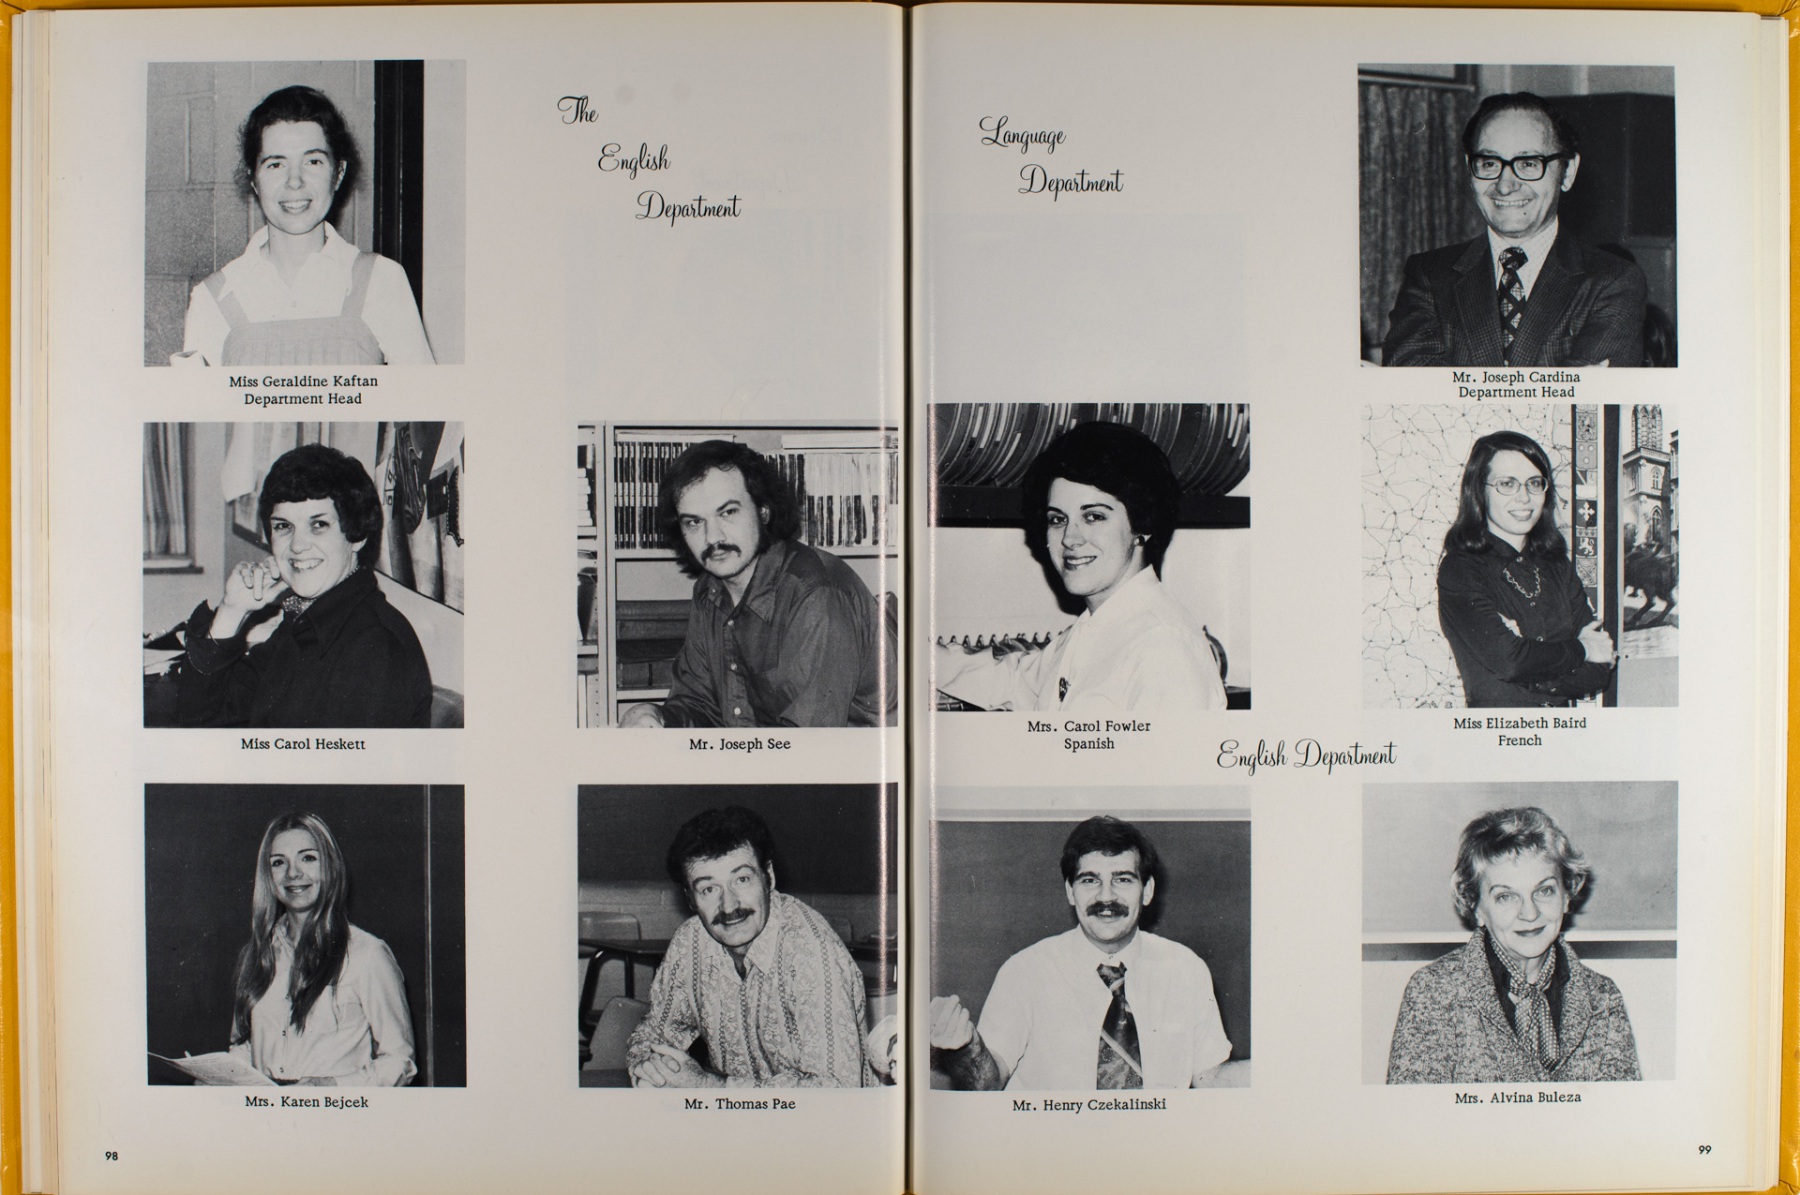 The
English
Department
Miss Geraldine Kaftan
Department Head
Miss Carol Heskett
Mr. Joseph See
Mrs. Karen Bejcek
Mr. Thomas Pae
98
Language
Department
Mr. Joseph Cardina
Department Head
Mrs. Carol Fowler
Spanish
Miss Elizabeth Baird
French
English Department
Mr. Henry Czekalinski
Mrs. Alvina Buleza
99